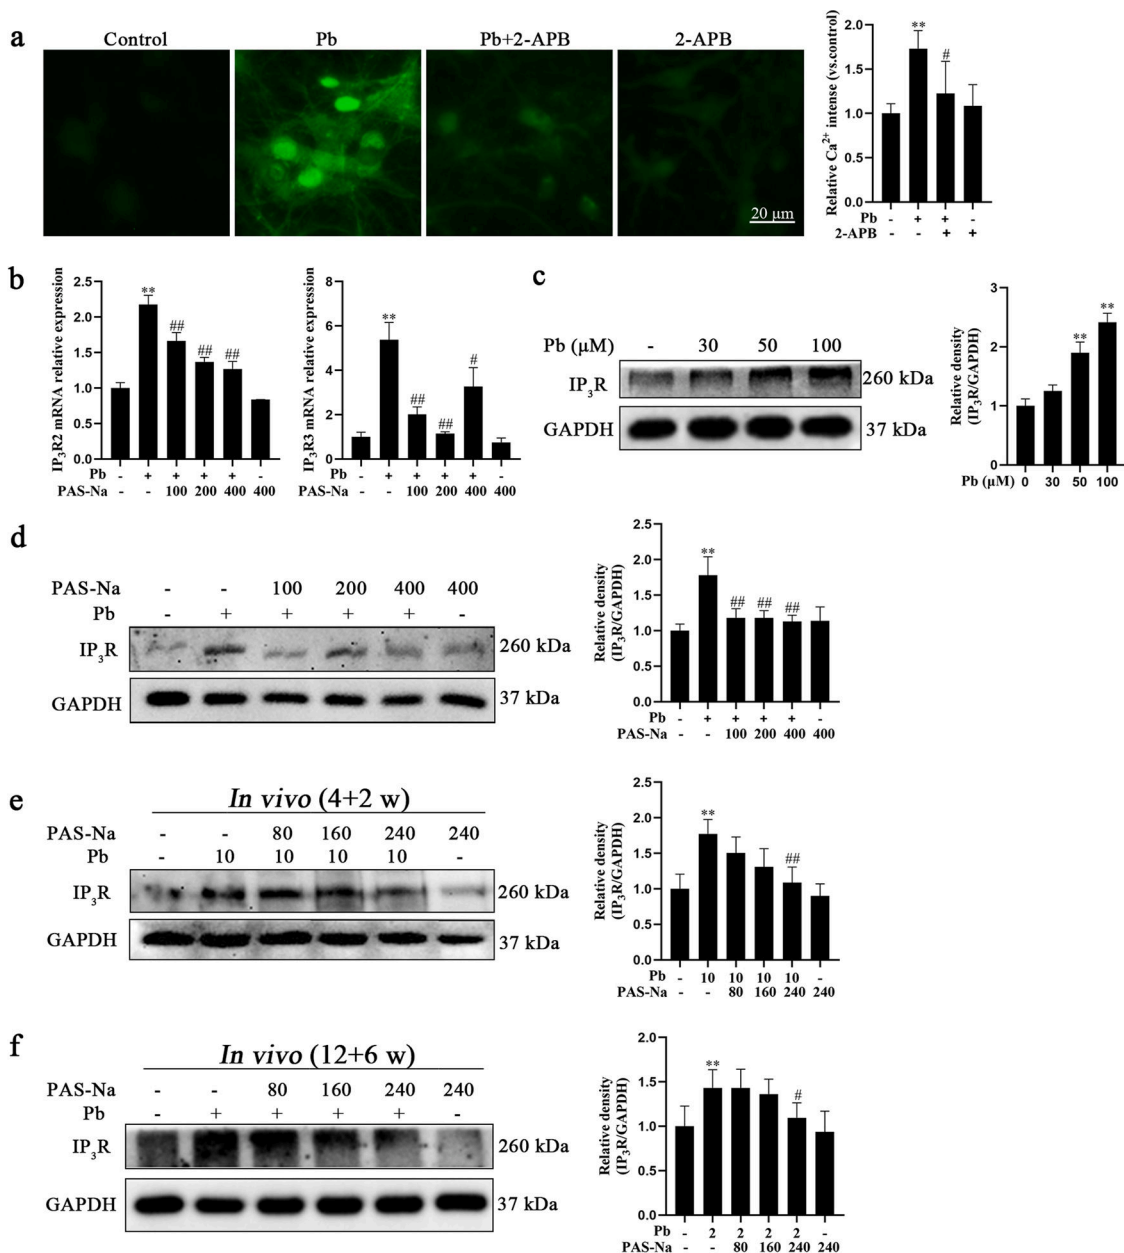 a
Control Pb Pb+2-APB 2-APB
20 μm
Relative Ca²⁺ intense (vs.control)
2.0
1.5
1.0
0.5
0.0
**
#
Pb - + + -
2-APB - - + +
b
IP₃R2 mRNA relative expression
2.5
2.0
1.5
1.0
0.5
0.0
**
##
##
##
Pb - + + + + -
PAS-Na - - 100 200 400 400
IP₃R3 mRNA relative expression
8
6
4
2
0
**
##
##
#
Pb - + + + + -
PAS-Na - - 100 200 400 400
c
Pb (μM) - 30 50 100
IP₃R 260 kDa
GAPDH 37 kDa
Relative density
(IP₃R/GAPDH)
3
2
1
0
**
**
Pb (μM) 0 30 50 100
d
PAS-Na - - 100 200 400 400
Pb - + + + + -
IP₃R 260 kDa
GAPDH 37 kDa
Relative density
(IP₃R/GAPDH)
2.5
2.0
1.5
1.0
0.5
0.0
**
##
##
##
Pb - + + + + -
PAS-Na - - 100 200 400 400
e
In vivo (4+2 w)
PAS-Na - - 80 160 240 240
Pb - 10 10 10 10 -
IP₃R 260 kDa
GAPDH 37 kDa
Relative density
(IP₃R/GAPDH)
2.5
2.0
1.5
1.0
0.5
0.0
**
##
Pb - 10 10 10 10 -
PAS-Na - - 80 160 240 240
f
In vivo (12+6 w)
PAS-Na - - 80 160 240 240
Pb - + + + + -
IP₃R 260 kDa
GAPDH 37 kDa
Relative density
(IP₃R/GAPDH)
2.0
1.5
1.0
0.5
0.0
**
#
Pb - 2 2 2 2 -
PAS-Na - - 80 160 240 240